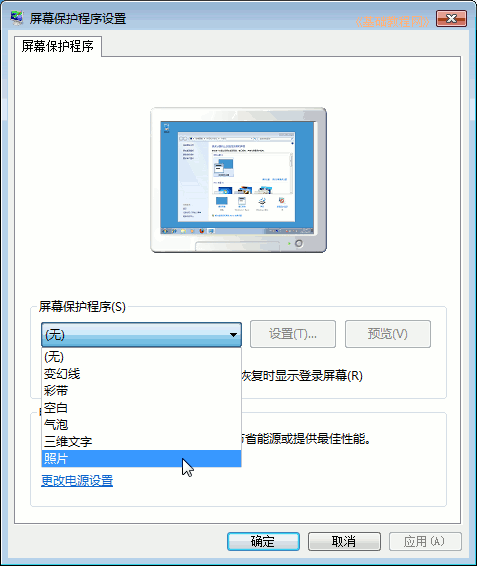 屏幕保护程序设置
屏幕保护程序
屏幕保护程序(S)
(无)
设置(T)...
预览(V)
(无)
变幻线
彩带
空白
气泡
三维文字
照片
恢复时显示登录屏幕(R)
省能源或提供最佳性能。
更改电源设置
确定
取消
应用(A)